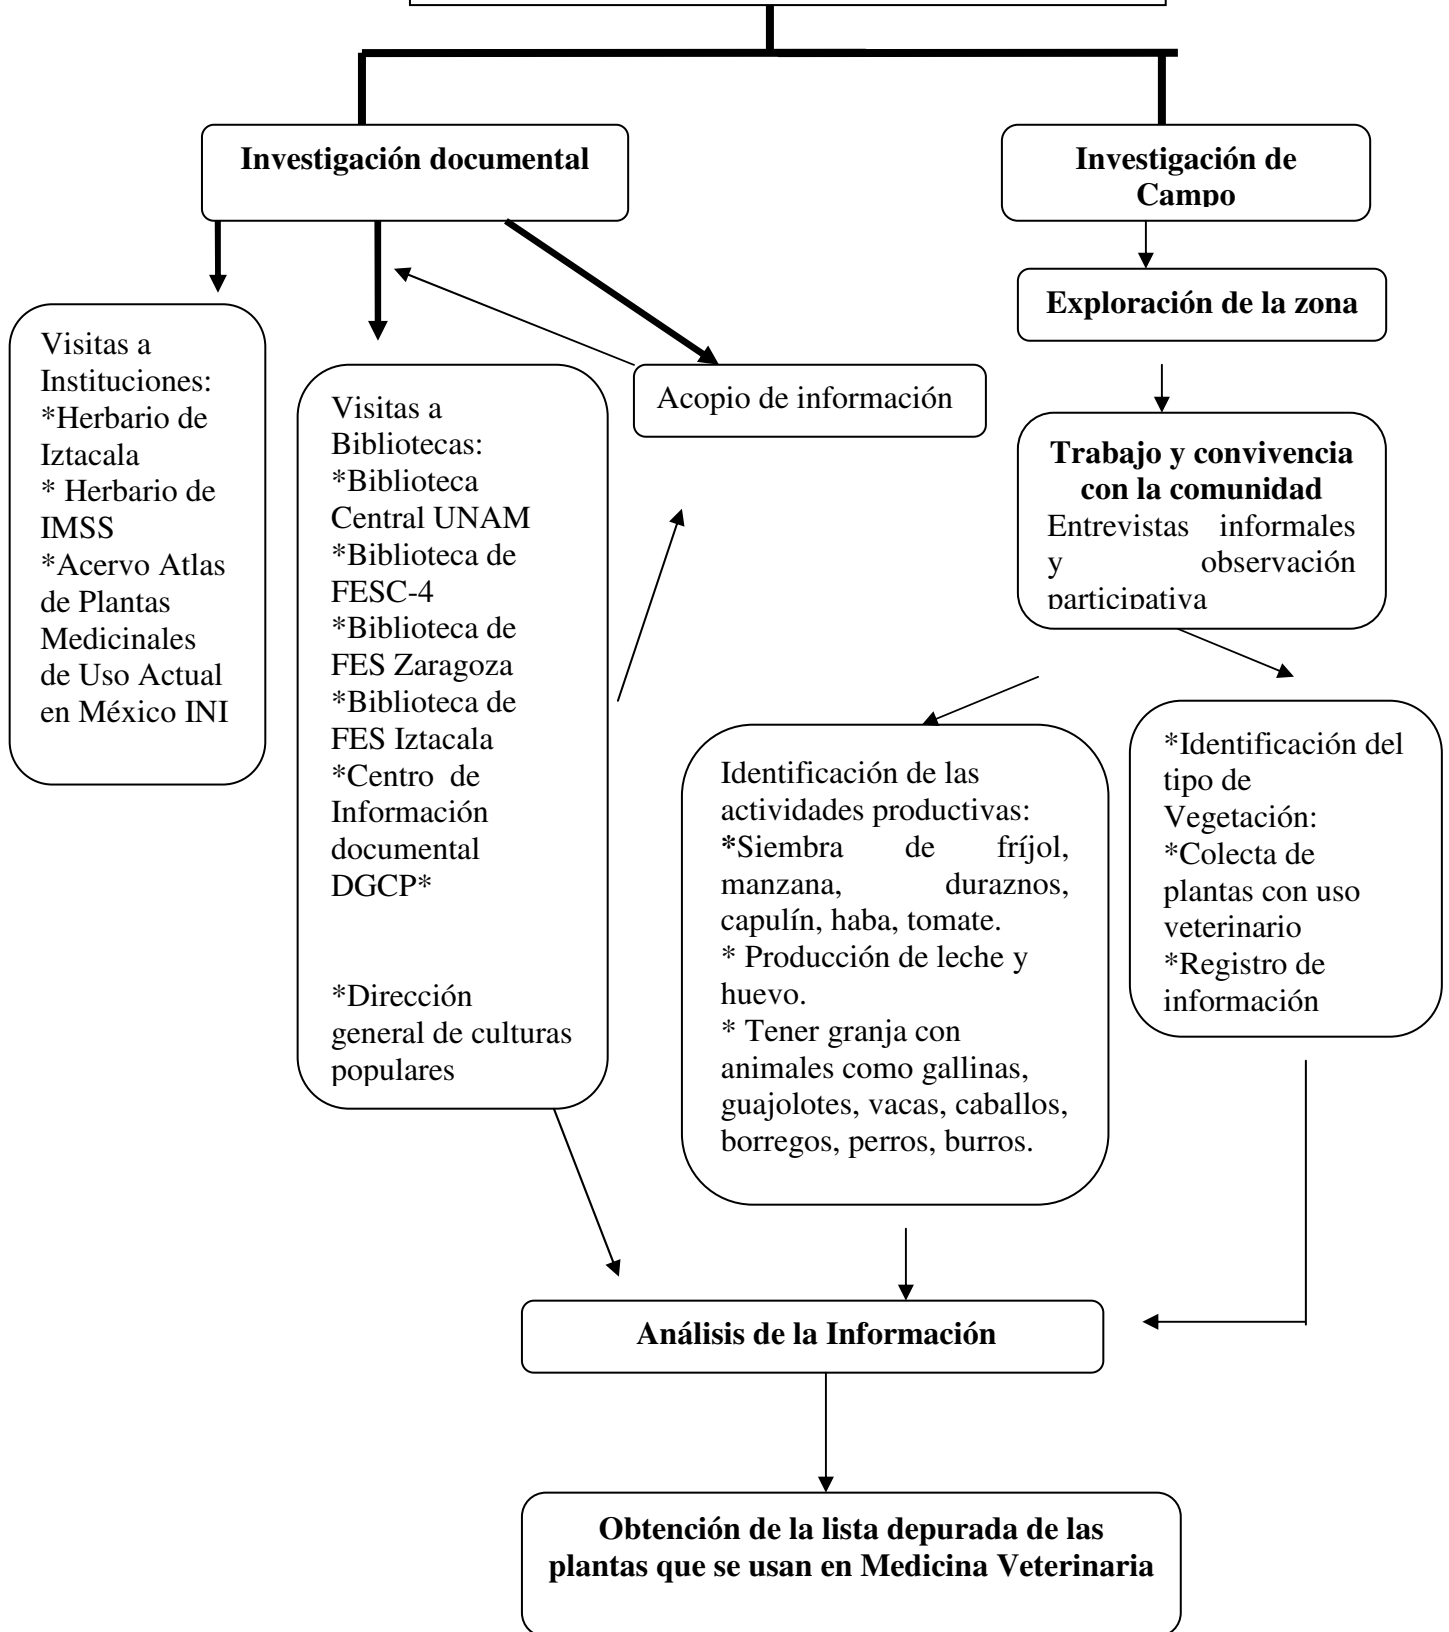 Investigación documental
Investigación de
Campo
Exploración de la zona
Visitas a
Instituciones:
*Herbario de
Iztacala
* Herbario de
IMSS
*Acervo Atlas
de Plantas
Medicinales
de Uso Actual
en México INI
Visitas a
Bibliotecas:
*Biblioteca
Central UNAM
*Biblioteca de
FESC-4
*Biblioteca de
FES Zaragoza
*Biblioteca de
FES Iztacala
*Centro de
Información
documental
DGCP*
*Dirección
general de culturas
populares
Acopio de información
Trabajo y convivencia
con la comunidad
Entrevistas informales
y observación
participativa
Identificación de las
actividades productivas:
*Siembra de fríjol,
manzana, duraznos,
capulín, haba, tomate.
* Producción de leche y
huevo.
* Tener granja con
animales como gallinas,
guajolotes, vacas, caballos,
borregos, perros, burros.
*Identificación del
tipo de
Vegetación:
*Colecta de
plantas con uso
veterinario
*Registro de
información
Análisis de la Información
Obtención de la lista depurada de las
plantas que se usan en Medicina Veterinaria